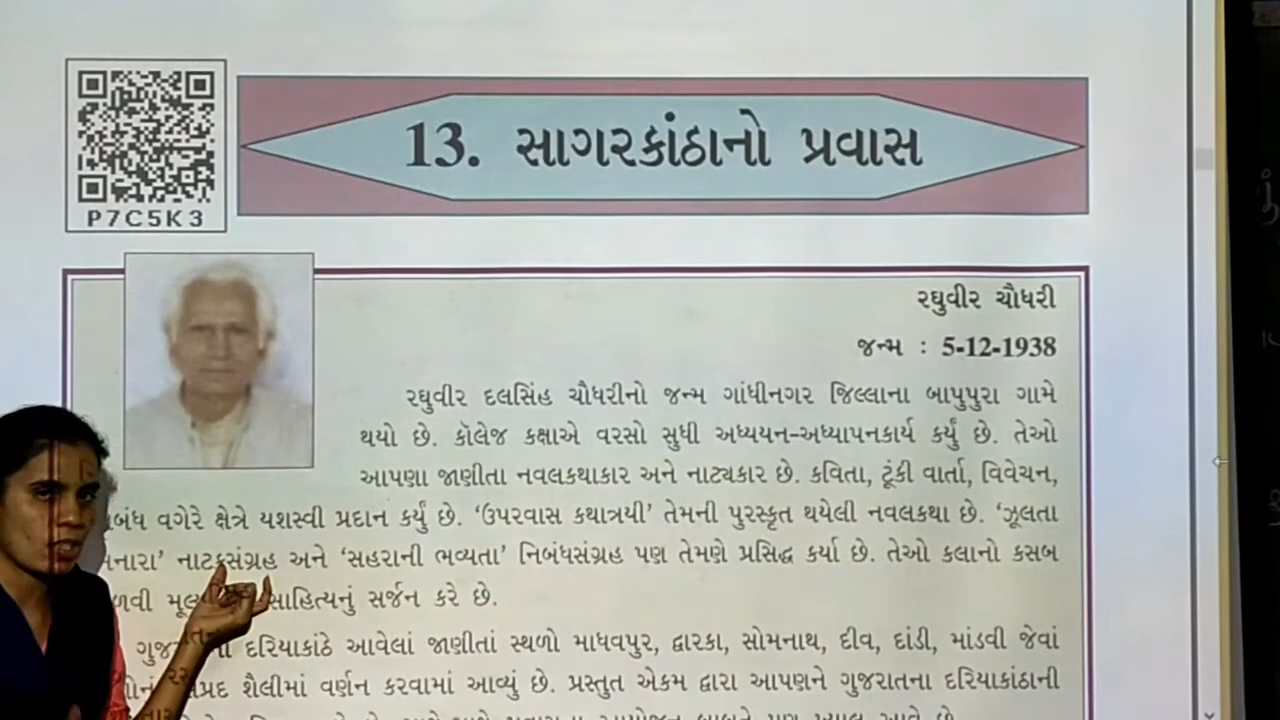 P7C5K3
13. સાગરકાંઠાનો પ્રવાસ
રઘુવીર ચૌધરી
જન્મ : 5-12-1938
રઘુવીર દલસિંહ ચૌધરીનો જન્મ ગાંધીનગર જિલ્લાના બાપુપુરા ગામે
થયો છે. કૉલેજ કક્ષાએ વરસો સુધી અધ્યયન-અધ્યાપનકાર્ય કર્યું છે. તેઓ
આપણા જાણીતા નવલકથાકાર અને નાટ્યકાર છે. કવિતા, ટૂંકી વાર્તા, વિવેચન,
વગેરે ક્ષેત્રે યશસ્વી પ્રદાન કર્યું છે. ‘ઉપરવાસ કથાત્રયી’ તેમની પુરસ્કૃત થયેલી નવલકથા છે. ‘ઝૂલતા
નાટકસંગ્રહ અને ‘સહરાની ભવ્યતા’ નિબંધસંગ્રહ પણ તેમણે પ્રસિદ્ધ કર્યા છે. તેઓ કલાનો કસબ
સાહિત્યનું સર્જન કરે છે.
દરિયાકાંઠે આવેલાં જાણીતાં સ્થળો માધવપુર, દ્વારકા, સોમનાથ, દીવ, દાંડી, માંડવી જેવાં
શૈલીમાં વર્ણન કરવામાં આવ્યું છે. પ્રસ્તુત એકમ દ્વારા આપણને ગુજરાતના દરિયાકાંઠાની